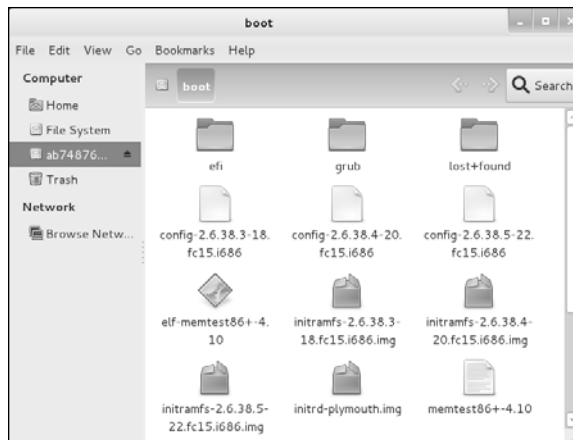 boot
File Edit View Go Bookmarks Help
Computer
Home
File System
ab74876...
Trash
Network
Browse Netw...
boot
Search
efi
grub
lost+found
config-2.6.38.3-18.
fc15.i686
config-2.6.38.4-20.
fc15.i686
config-2.6.38.5-22.
fc15.i686
elf-memtest86+-4.
10
initramfs-2.6.38.3-
18.fc15.i686.img
initramfs-2.6.38.4-
20.fc15.i686.img
initramfs-2.6.38.5-
22.fc15.i686.img
initrd-plymouth.img
memtest86+-4.10